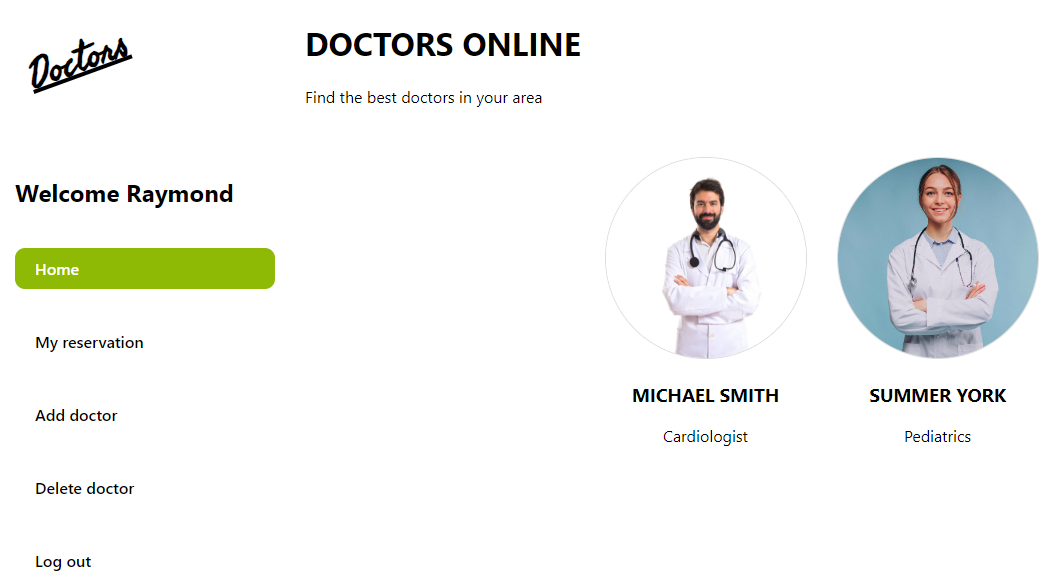 Doctors
DOCTORS ONLINE
Find the best doctors in your area
Welcome Raymond
Home
My reservation
Add doctor
Delete doctor
Log out
MICHAEL SMITH
Cardiologist
SUMMER YORK
Pediatrics